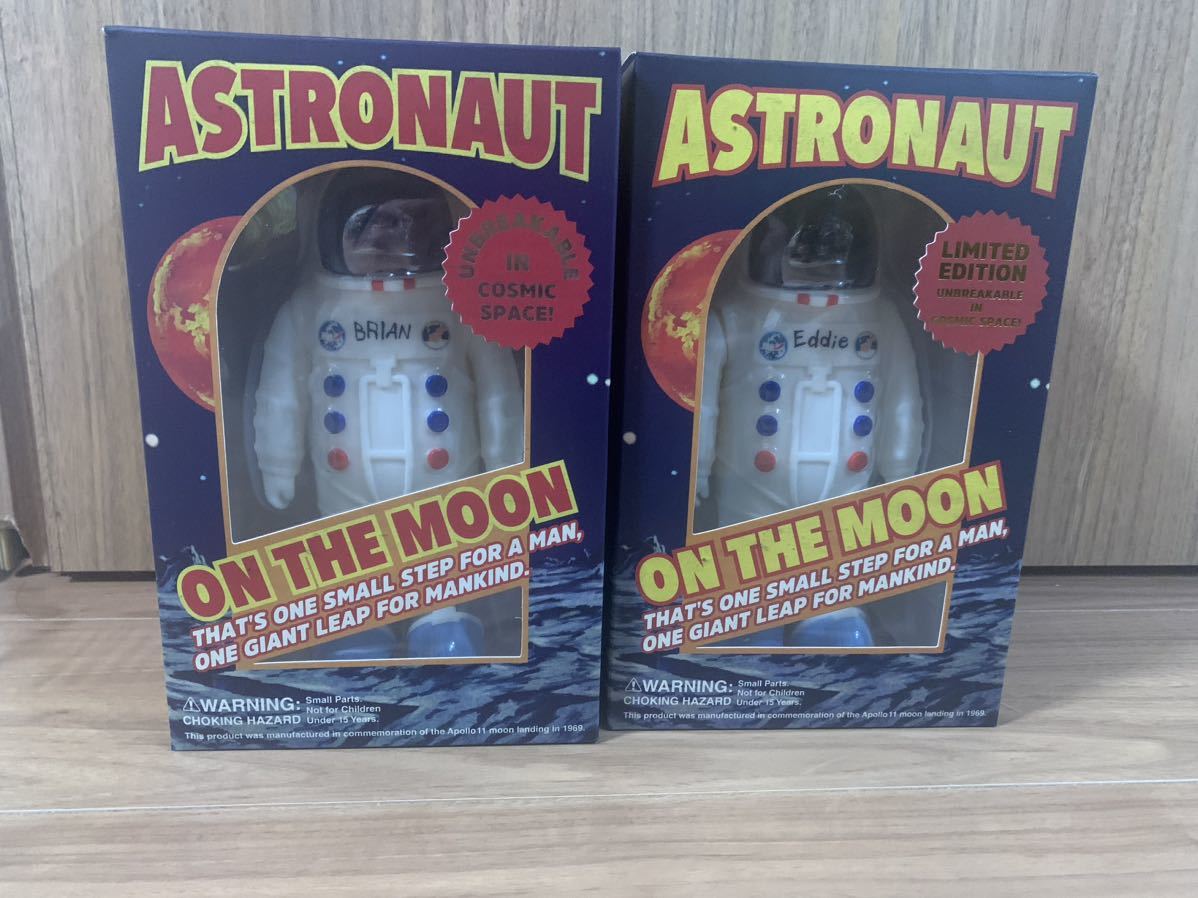 ASTRONAUT
UNBREAKABLE
IN
COSMIC
SPACE!
BRIAN
ON THE MOON
THAT'S ONE SMALL STEP FOR A MAN,
ONE GIANT LEAP FOR MANKIND.
⚠WARNING:
CHOKING HAZARD
Small Parts.
Not for Children
Under 15 Years.
This product was manufactured in commemoration of the Apollo11 moon landing in 1969.
ASTRONAUT
LIMITED
EDITION
UNBREAKABLE
IN
COSMIC SPACE!
Eddie
ON THE MOON
THAT'S ONE SMALL STEP FOR A MAN,
ONE GIANT LEAP FOR MANKIND.
⚠WARNING:
CHOKING HAZARD
Small Parts.
Not for Children
Under 15 Years.
This product was manufactured in commemoration of the Apollo11 moon landing in 1969.